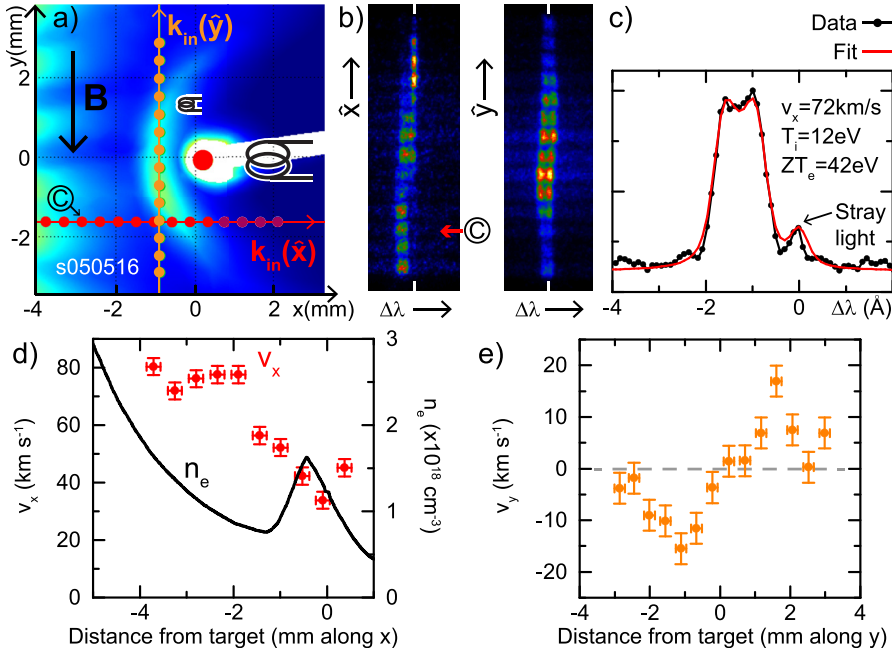 a)
y(mm)
k_in(ŷ)
B
2
0
-2
©
k_in(x̂)
s050516
-4 -2 0 2
x(mm)
b)
x̂
ŷ
©
Δλ
Δλ
c)
Data
Fit
v_x=72km/s
T_i=12eV
ZT_e=42eV
Stray
light
-4 -2 0 Δλ (Å)
d)
v_x
n_e
v_x (km s⁻¹)
80
60
40
20
0
3
2
1
0
n_e (x10¹⁸ cm⁻³)
-4 -2 0
Distance from target (mm along x)
e)
v_y (km s⁻¹)
20
10
0
-10
-20
-4 -2 0 2 4
Distance from target (mm along y)